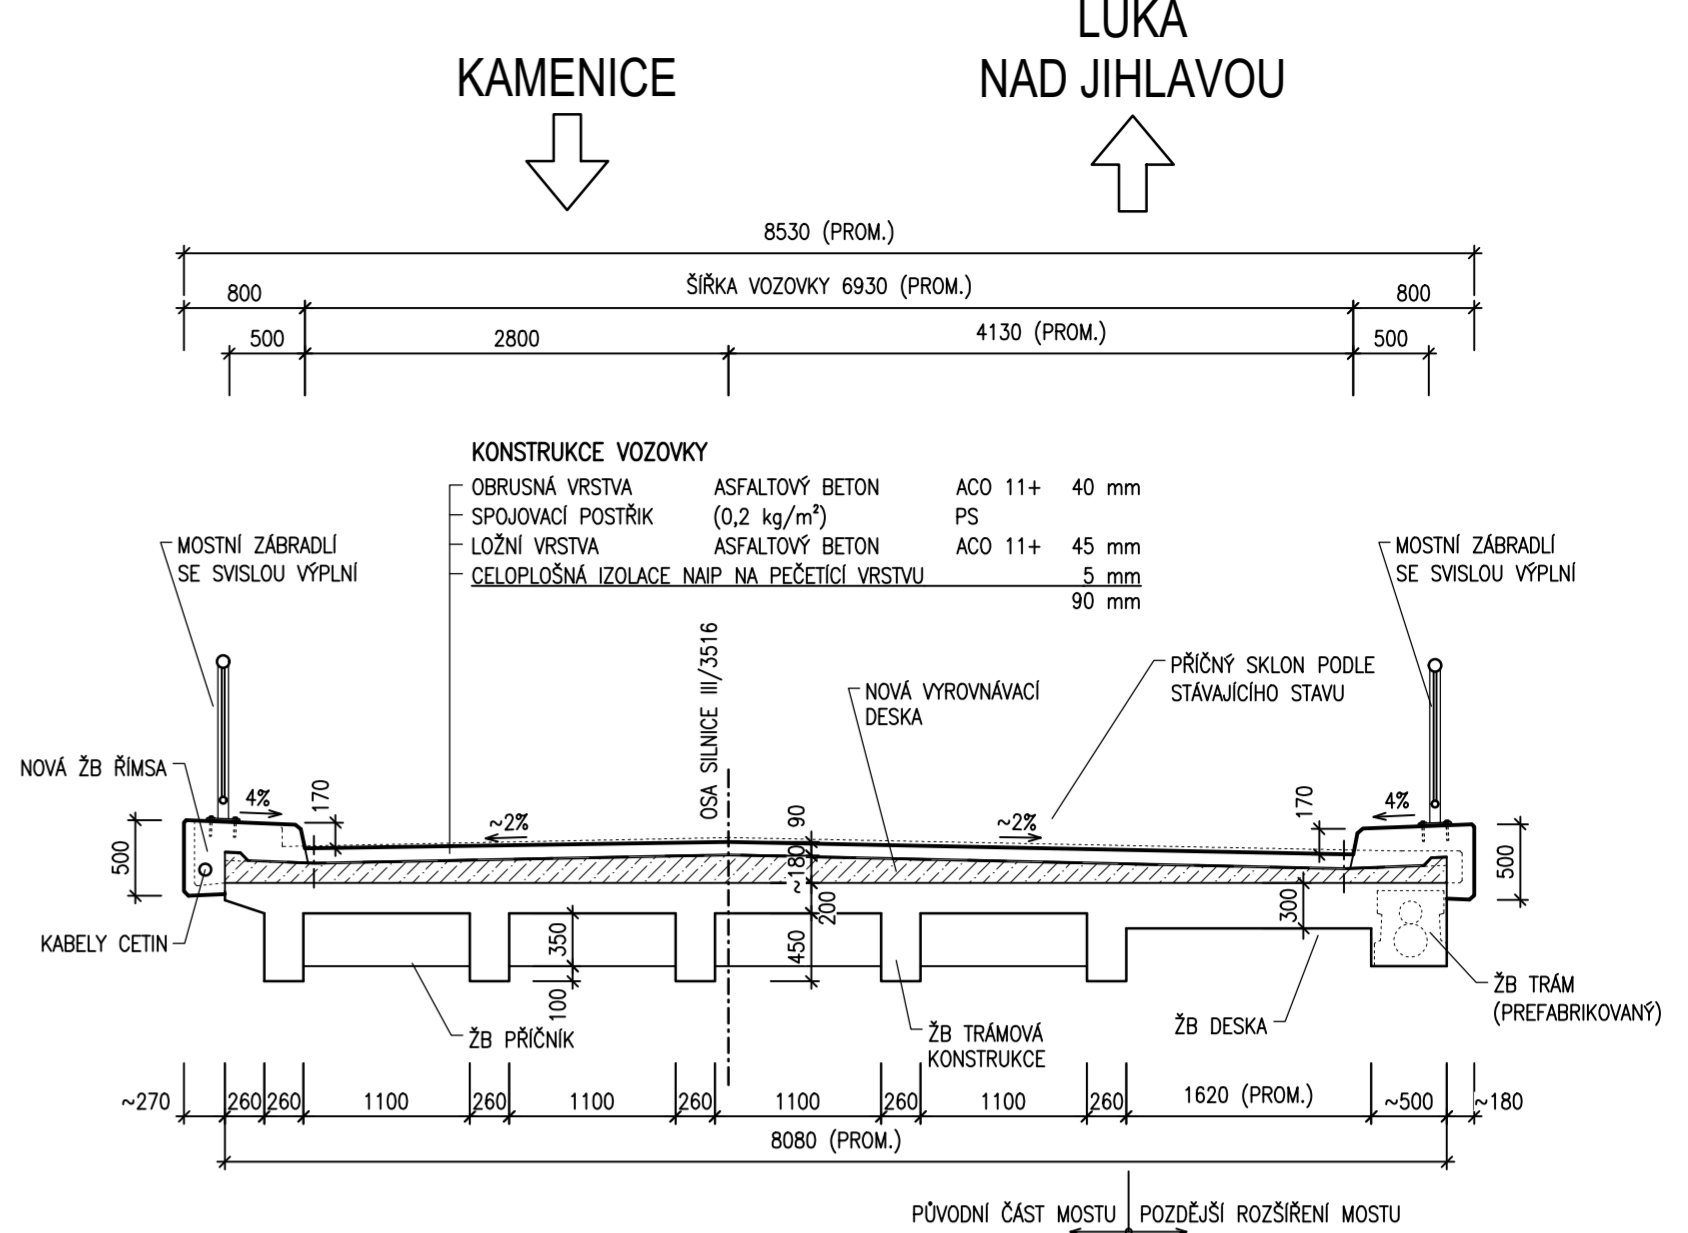 LUKA
KAMENICE
NAD JIHLAVOU
8530 (PROM.)
ŠÍŘKA VOZOVKY 6930 (PROM.)
800
800
500
2800
4130 (PROM.)
500
KONSTRUKCE VOZOVKY
OBRUSNÁ VRSTVA ASFALTOVÝ BETON ACO 11+ 40 mm
SPOJOVACÍ POSTŘIK (0,2 kg/m²) PS
LOŽNÍ VRSTVA ASFALTOVÝ BETON ACO 11+ 45 mm
CELOPLOŠNÁ IZOLACE NAIP NA PEČETÍCÍ VRSTVU 5 mm
90 mm
MOSTNÍ ZÁBRADLÍ
SE SVISLOU VÝPLNÍ
MOSTNÍ ZÁBRADLÍ
SE SVISLOU VÝPLNÍ
OSA SILNICE III/3516
NOVÁ VYROVNÁVACÍ
DESKA
PŘÍČNÝ SKLON PODLE
STÁVAJÍCÍHO STAVU
NOVÁ ŽB ŘÍMSA
4%
170
~2%
90
~2%
170
4%
500
~180
200
300
500
KABELY CETIN
350
100
450
ŽB PŘÍČNÍK
ŽB TRÁMOVÁ
KONSTRUKCE
ŽB DESKA
ŽB TRÁM
(PREFABRIKOVANÝ)
~270
260
260
1100
260
1100
260
1100
260
1100
260
1620 (PROM.)
~500
~180
8080 (PROM.)
PŮVODNÍ ČÁST MOSTU
POZDĚJŠÍ ROZŠÍŘENÍ MOSTU